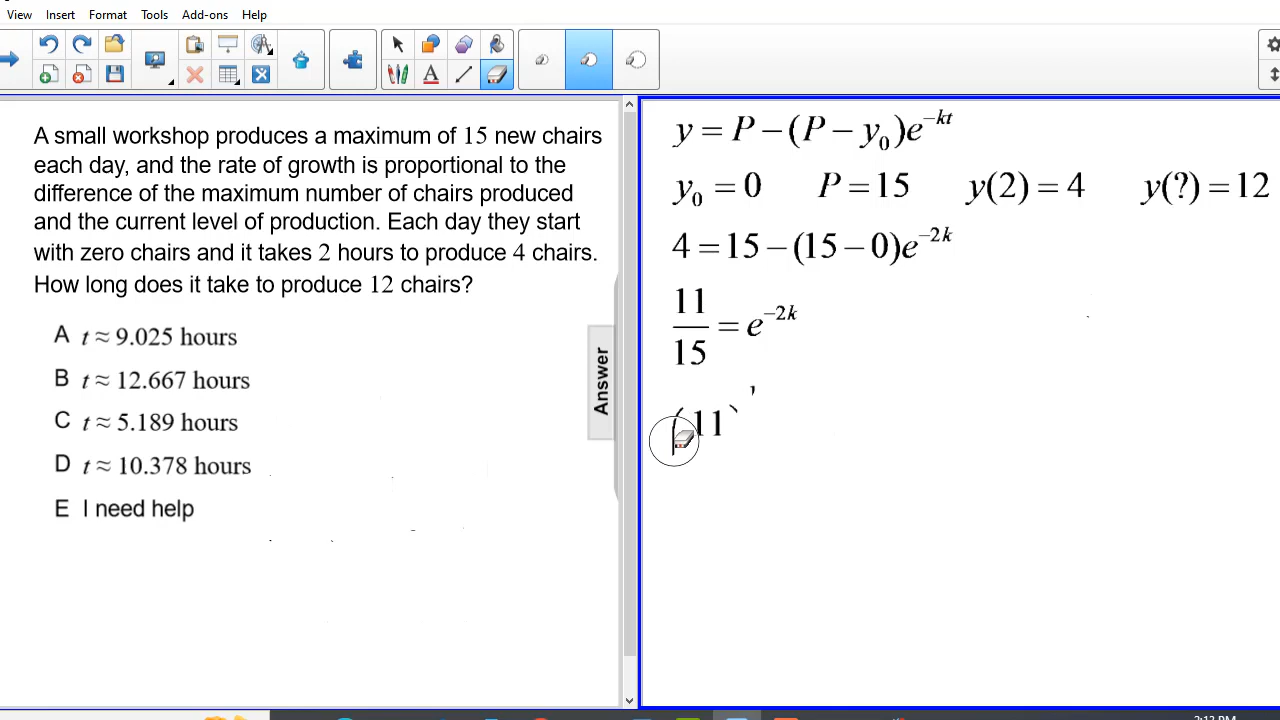 View Insert Format Tools Add-ons Help
A small workshop produces a maximum of 15 new chairs
each day, and the rate of growth is proportional to the
difference of the maximum number of chairs produced
and the current level of production. Each day they start
with zero chairs and it takes 2 hours to produce 4 chairs.
How long does it take to produce 12 chairs?
A t ≈ 9.025 hours
B t ≈ 12.667 hours
C t ≈ 5.189 hours
D t ≈ 10.378 hours
E I need help
Answer
y = P − (P − y₀)e^{−kt}
y₀ = 0 P = 15 y(2) = 4 y(?) = 12
4 = 15 − (15 − 0)e^{−2k}
11/15 = e^{−2k}
(11)